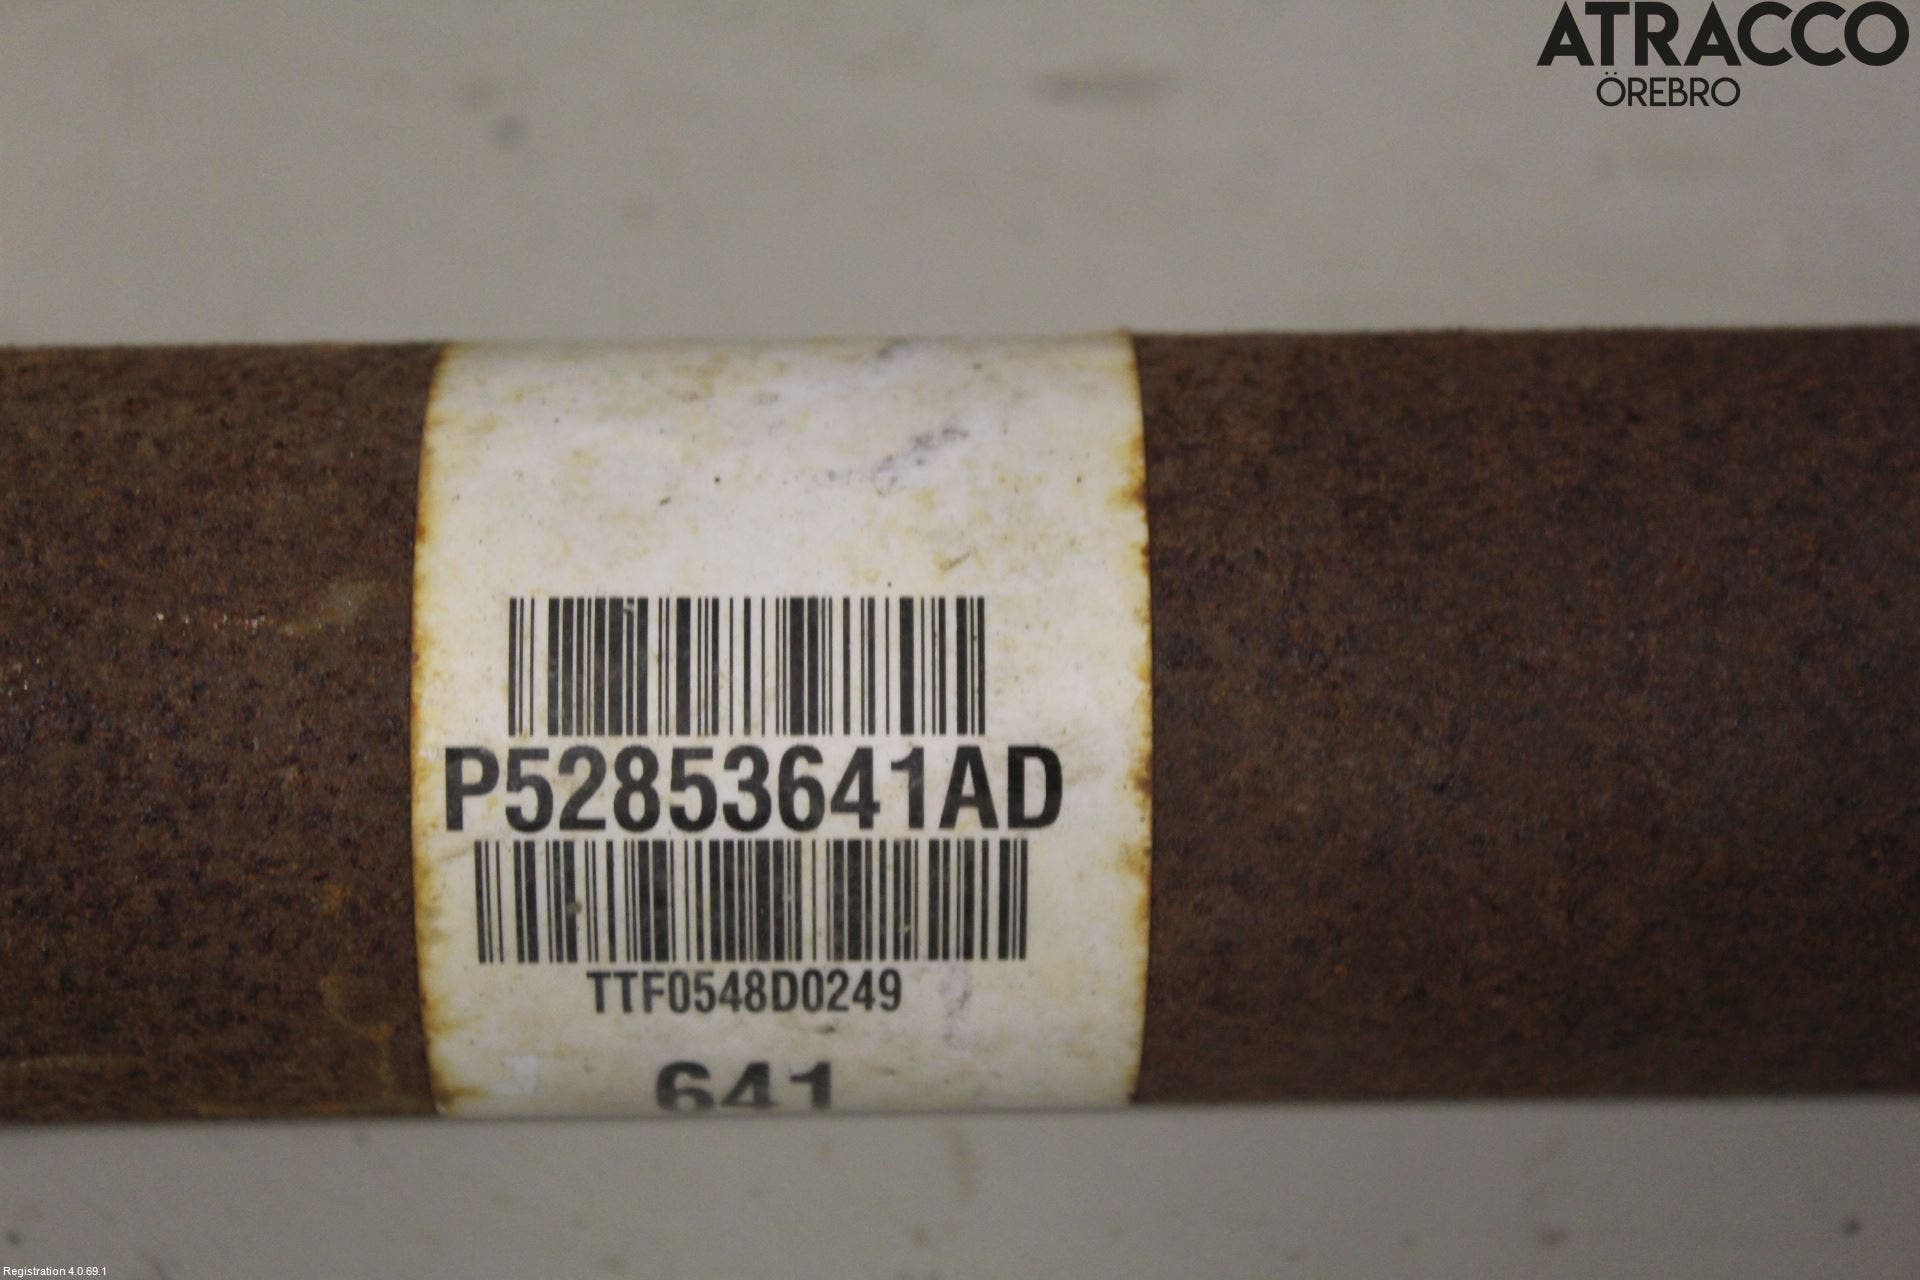 ATRACCO
ÖREBRO
P52853641AD
TTF0548D0249
641
Registration 4.0.69.1